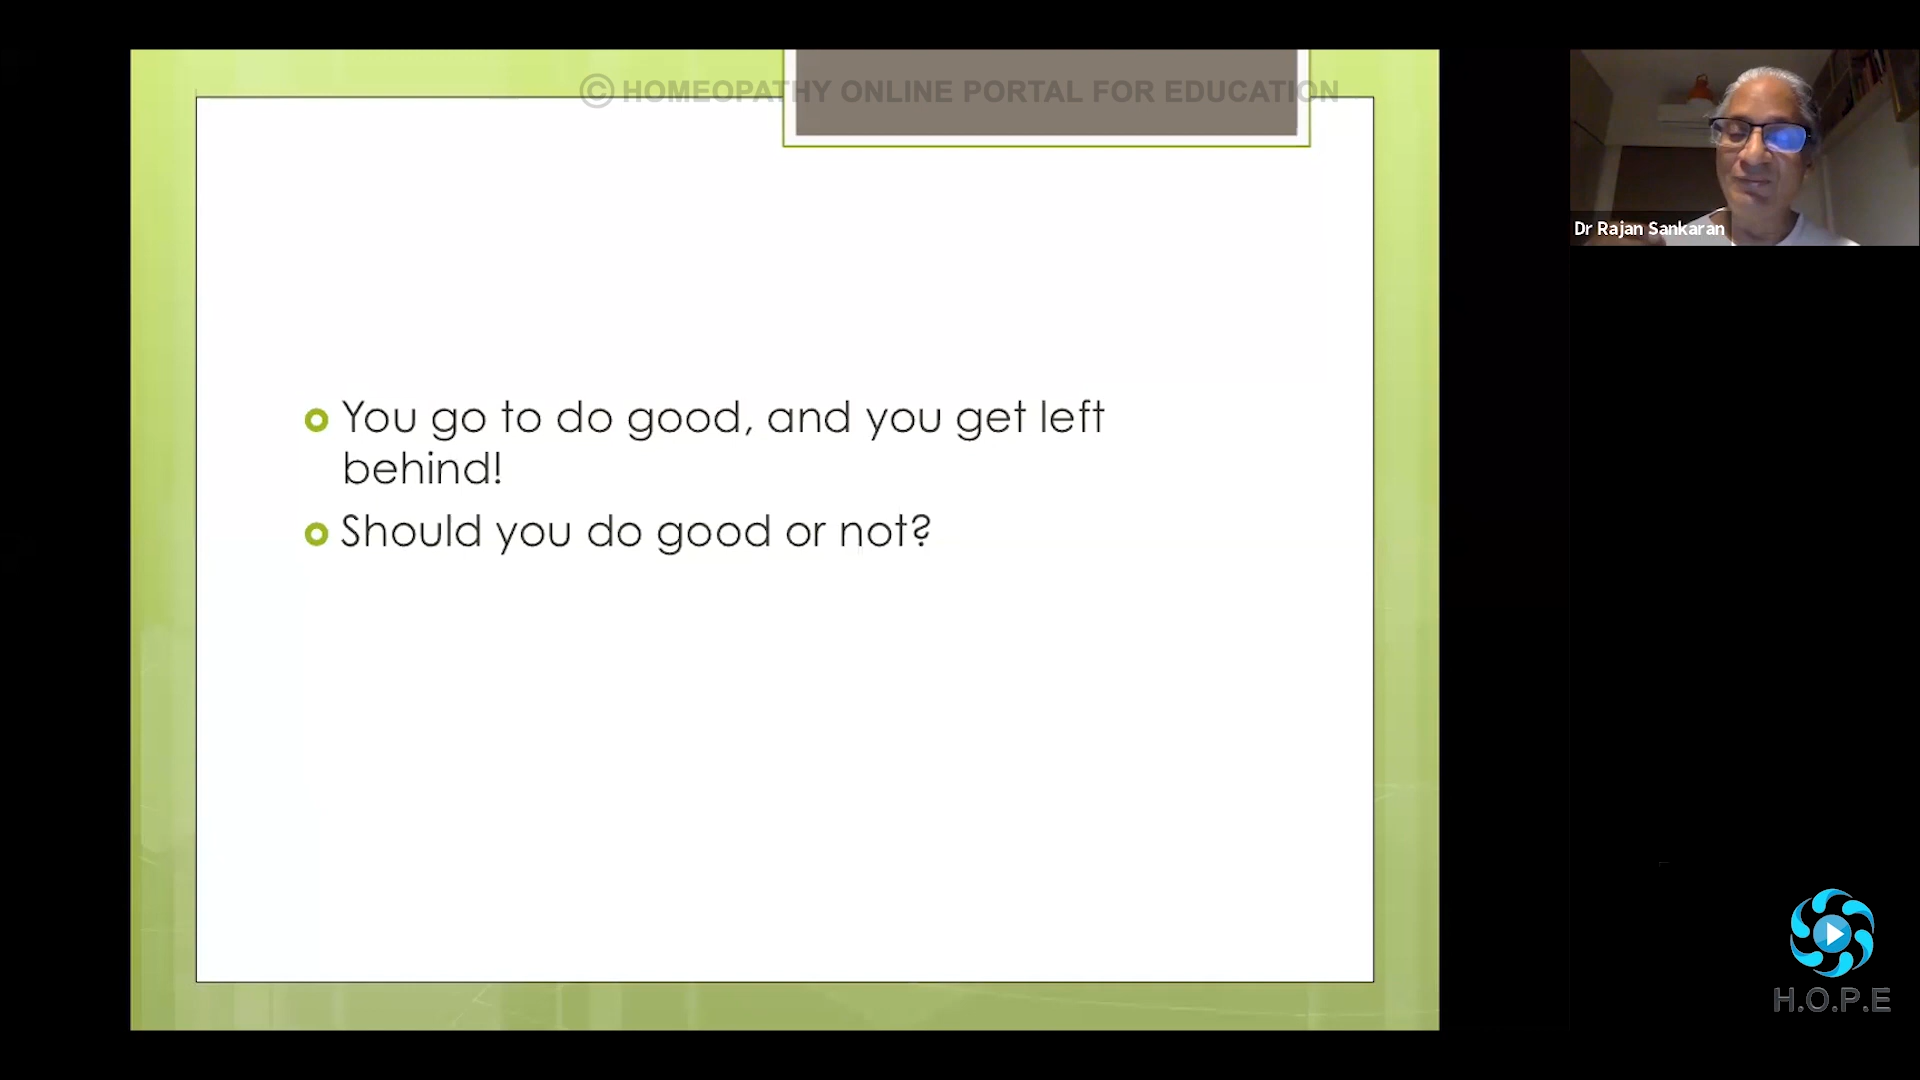 © HOMEOPATHY ONLINE PORTAL FOR EDUCATION
Dr Rajan Sankaran
You go to do good, and you get left
behind!
Should you do good or not?
H.O.P.E